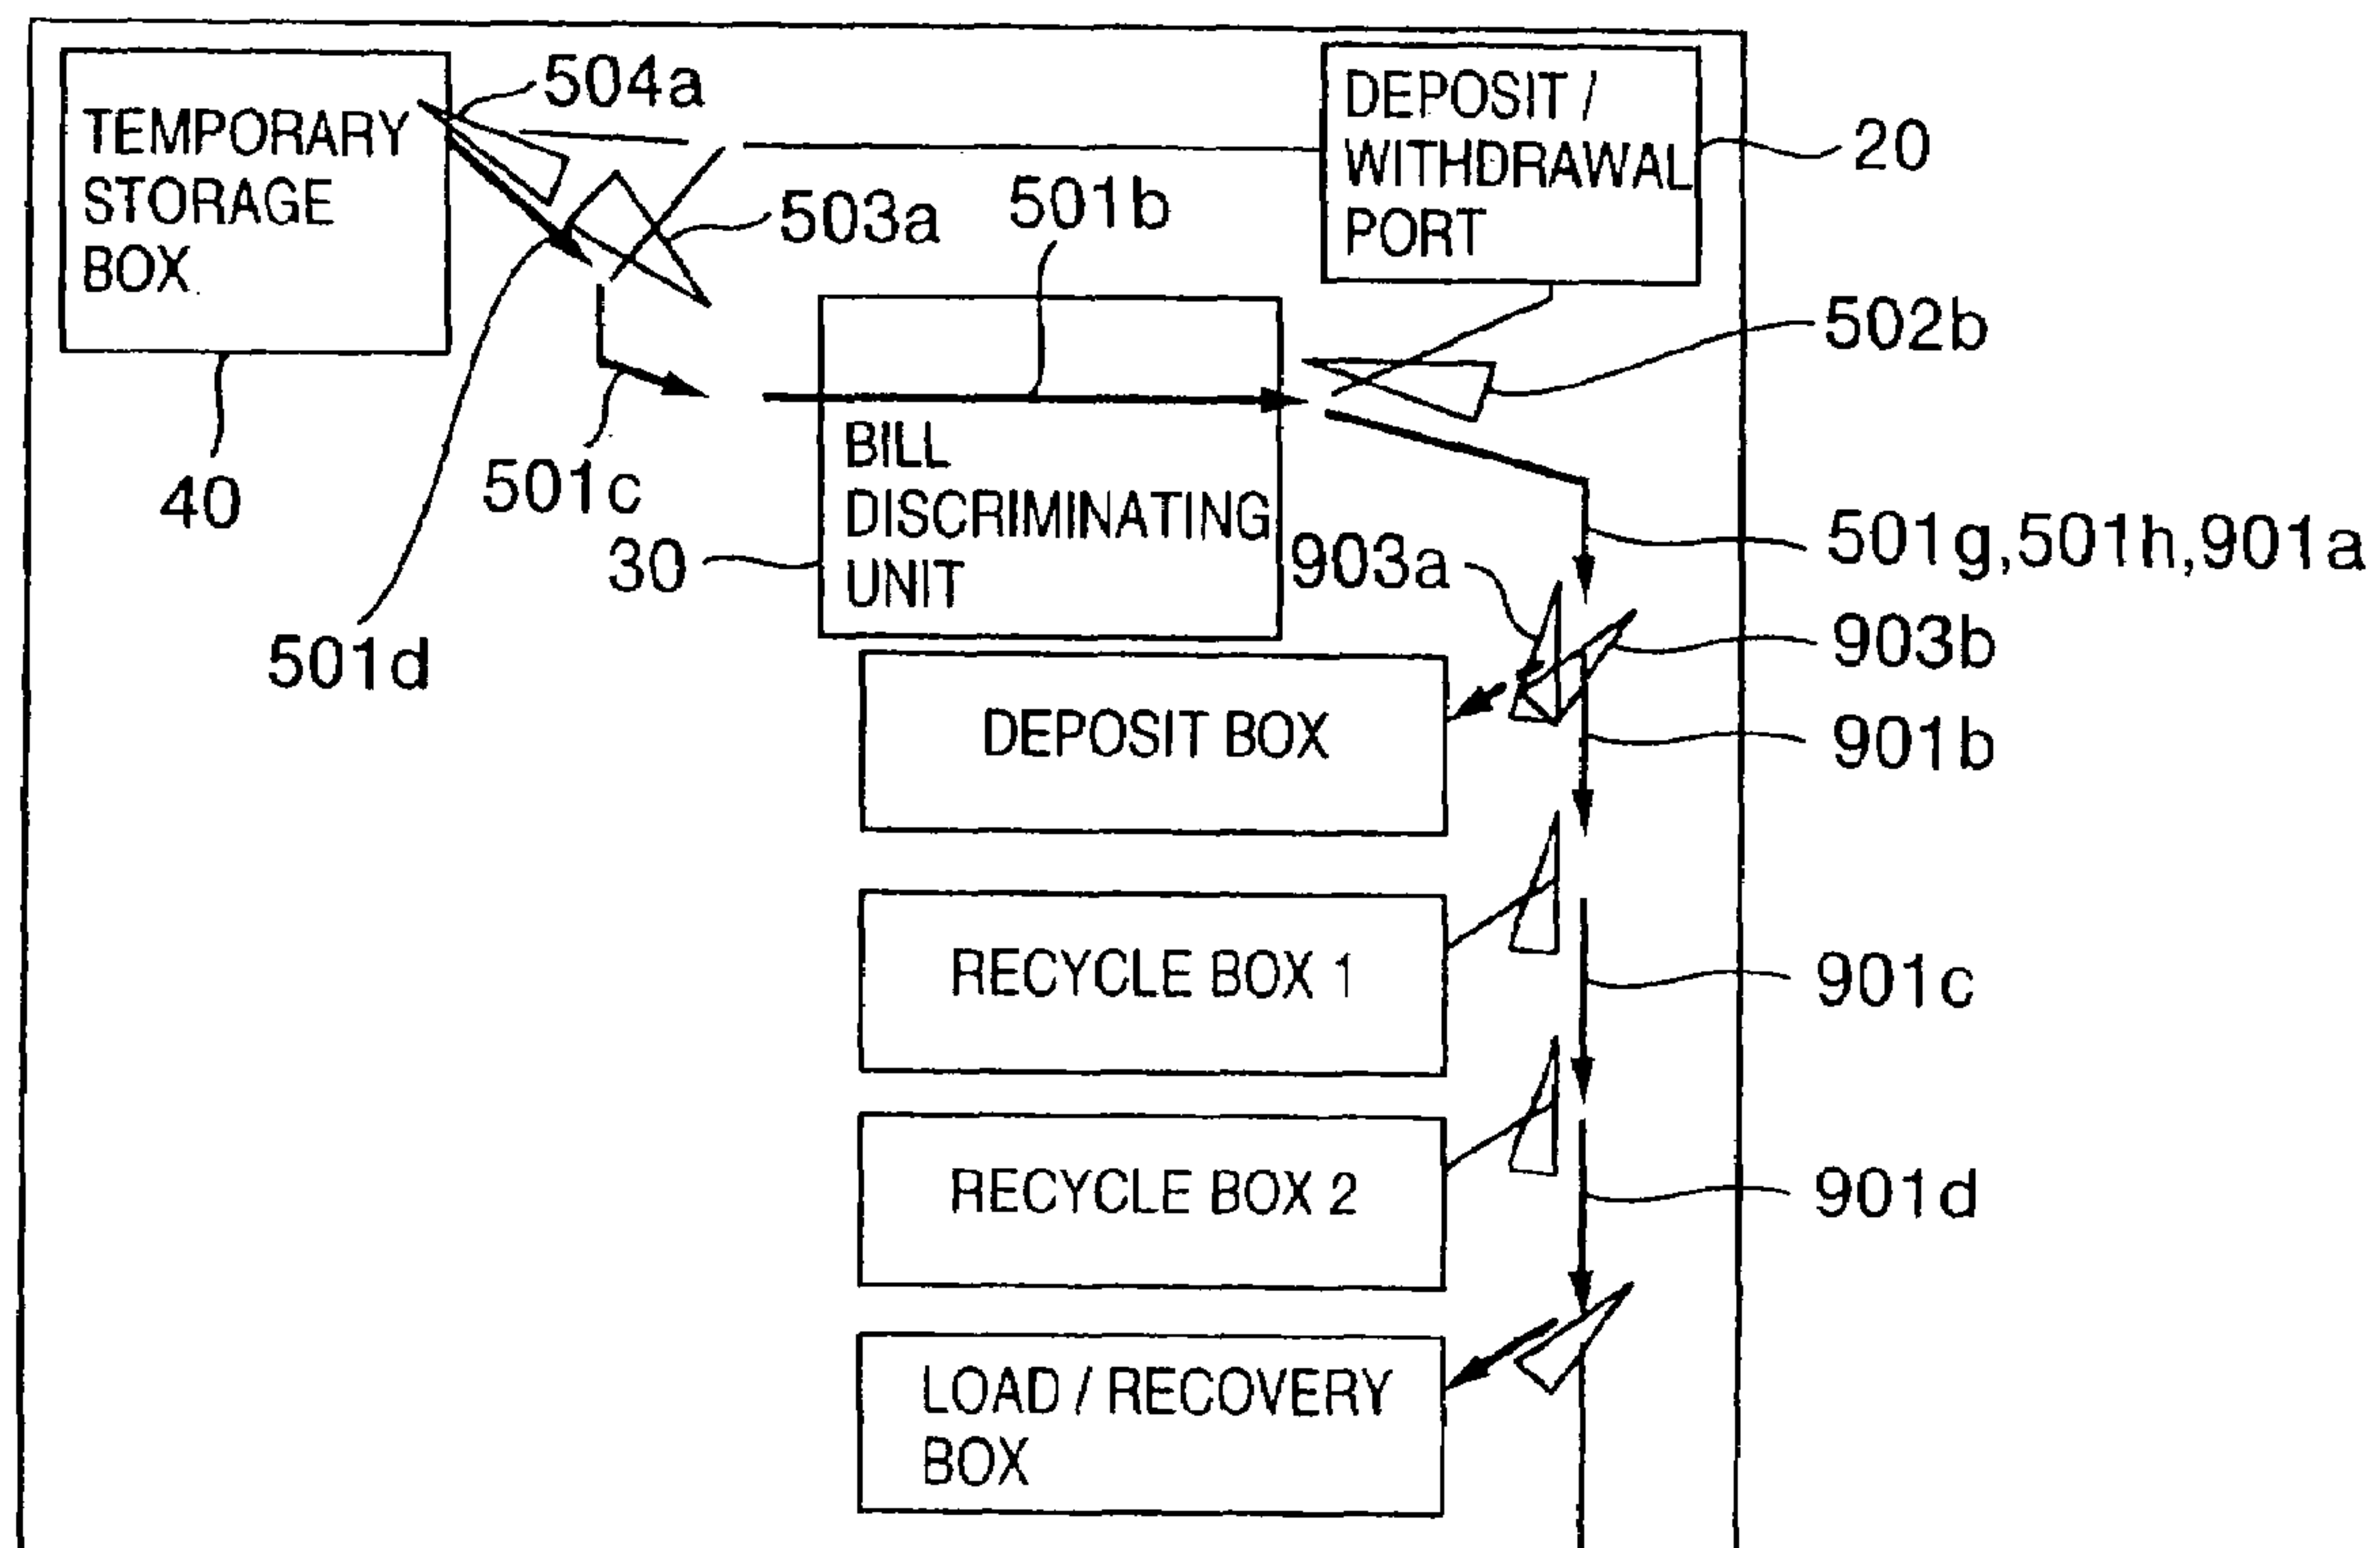 504a
TEMPORARY
STORAGE
BOX
DEPOSIT /
WITHDRAWAL
PORT
20
503a
501b
502b
40
501c
BILL
DISCRIMINATING
UNIT
30
501d
903a
501g,501h,901a
903b
901b
DEPOSIT BOX
RECYCLE BOX 1
901c
RECYCLE BOX 2
901d
LOAD / RECOVERY
BOX